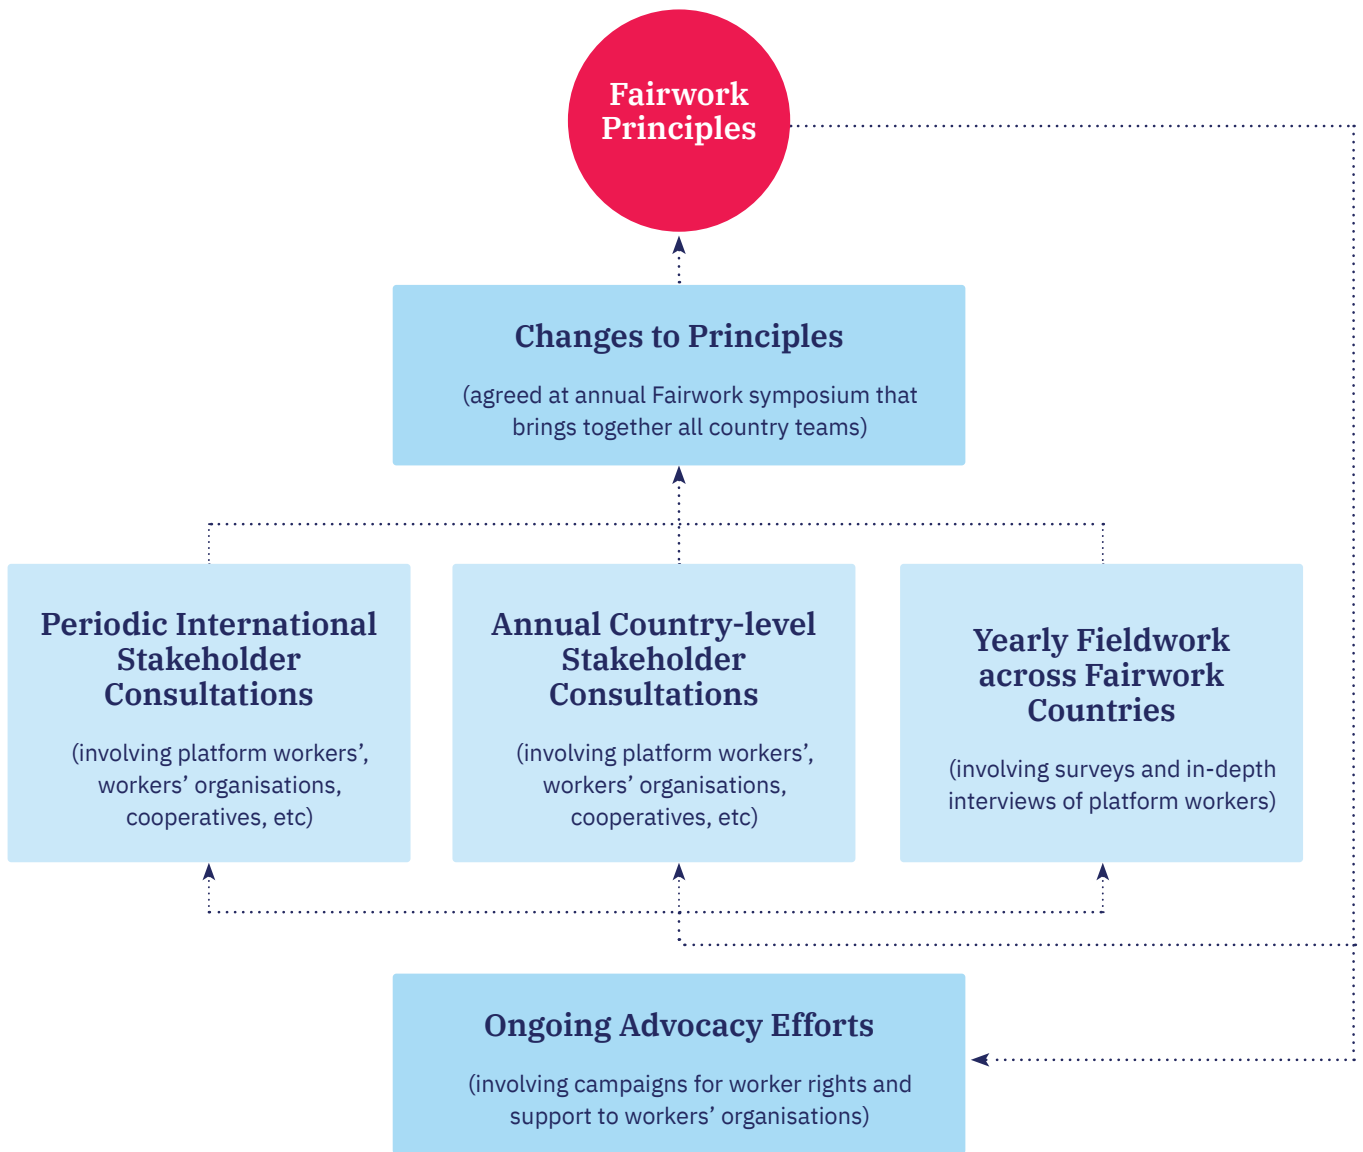 Fairwork
Principles
Changes to Principles
(agreed at annual Fairwork symposium that
brings together all country teams)
Periodic International
Stakeholder
Consultations
(involving platform workers’,
workers’ organisations,
cooperatives, etc)
Annual Country-level
Stakeholder
Consultations
(involving platform workers’,
workers’ organisations,
cooperatives, etc)
Yearly Fieldwork
across Fairwork
Countries
(involving surveys and in-depth
interviews of platform workers)
Ongoing Advocacy Efforts
(involving campaigns for worker rights and
support to workers’ organisations)